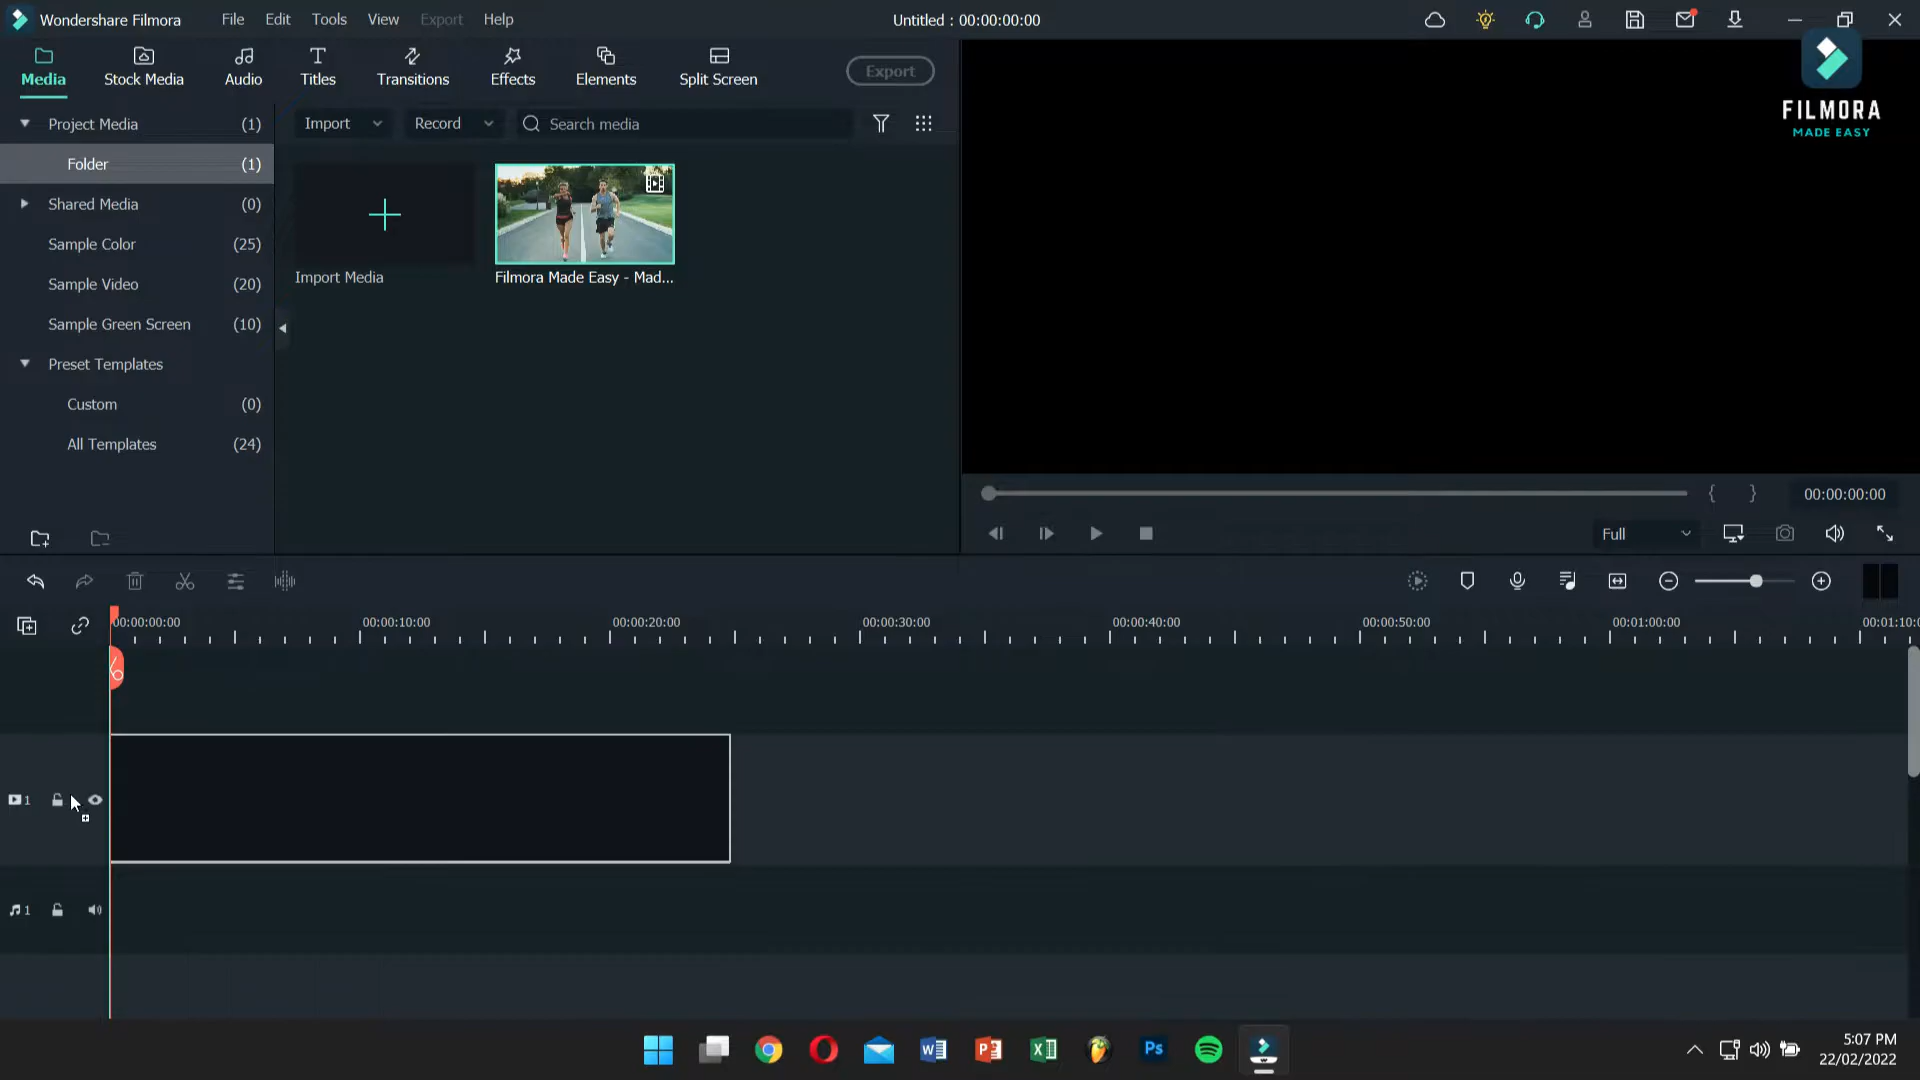 Wondershare Filmora File Edit Tools View Export Help Untitled : 00:00:00:00
Media Stock Media Audio Titles Transitions Effects Elements Split Screen Export
FILMORA
MADE EASY
Project Media (1) Import Record Search media
Folder (1)
Shared Media (0)
Sample Color (25)
Sample Video (20)
Sample Green Screen (10)
Preset Templates
Custom (0)
All Templates (24)
Import Media Filmora Made Easy - Mad...
00:00:00:00
Full
00:00:00:00 00:00:10:00 00:00:20:00 00:00:30:00 00:00:40:00 00:00:50:00 00:01:00:00 00:01:10:0
1
1
5:07 PM
22/02/2022